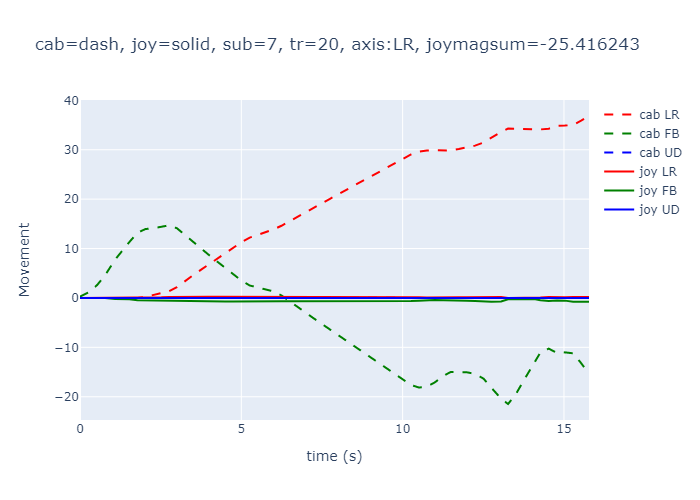 cab=dash, joy=solid, sub=7, tr=20, axis:LR, joymagsum=-25.416243
40
30
20
10
0
−10
−20
Movement
0
5
10
15
time (s)
cab LR
cab FB
cab UD
joy LR
joy FB
joy UD